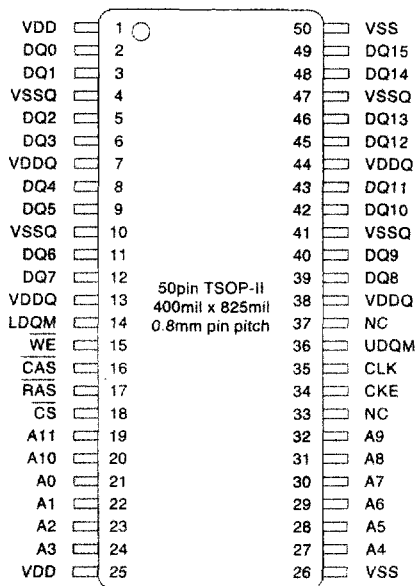 VDD 1 50 VSS
DQ0 2 49 DQ15
DQ1 3 48 DQ14
VSSQ 4 47 VSSQ
DQ2 5 46 DQ13
DQ3 6 45 DQ12
VDDQ 7 44 VDDQ
DQ4 8 43 DQ11
DQ5 9 42 DQ10
VSSQ 10 41 VSSQ
DQ6 11 40 DQ9
DQ7 12 39 DQ8
50pin TSOP-II
VDDQ 13 38 VDDQ
400mil x 825mil
LDQM 14 37 NC
0.8mm pin pitch
WE 15 36 UDQM
CAS 16 35 CLK
RAS 17 34 CKE
CS 18 33 NC
A11 19 32 A9
A10 20 31 A8
A0 21 30 A7
A1 22 29 A6
A2 23 28 A5
A3 24 27 A4
VDD 25 26 VSS